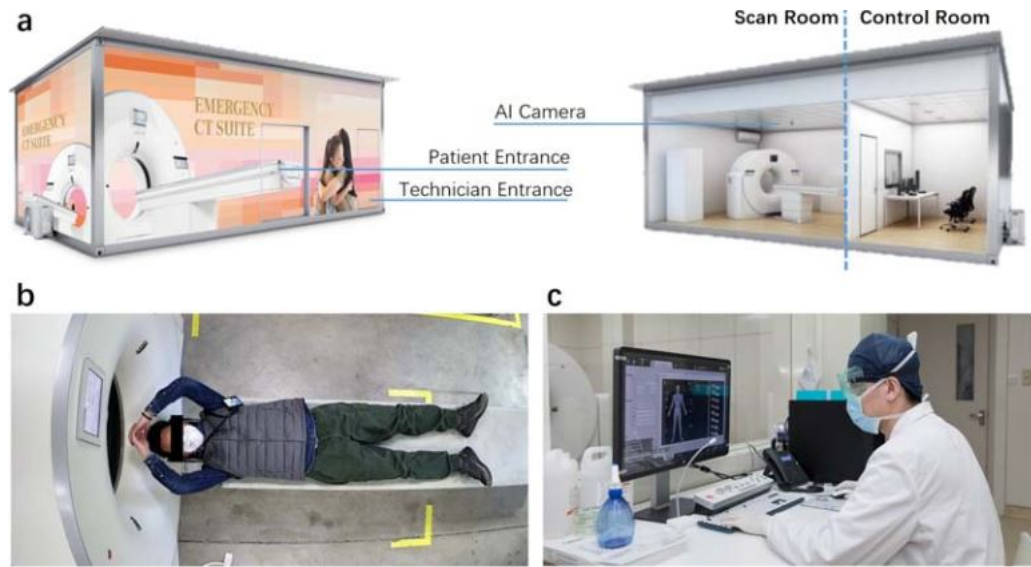 a
Scan Room
Control Room
EMERGENCY
CT SUITE
EMERGENCY
CT SUITE
AI Camera
Patient Entrance
Technician Entrance
b
c